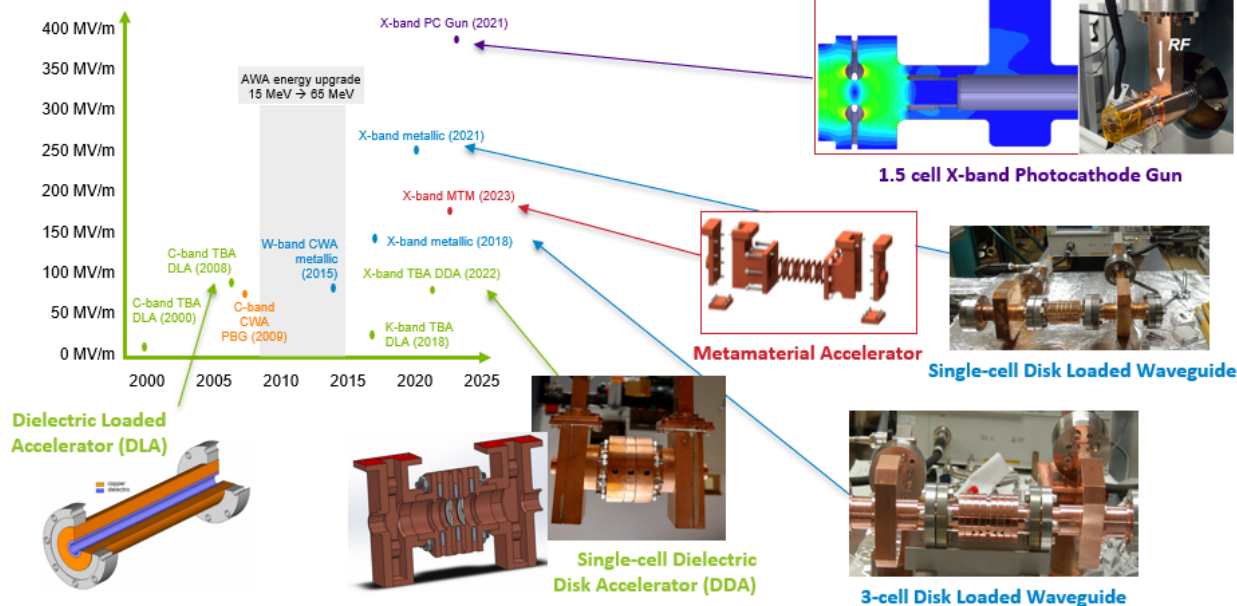 400 MV/m
350 MV/m
300 MV/m
250 MV/m
200 MV/m
150 MV/m
100 MV/m
50 MV/m
0 MV/m
2000
2005
2010
2015
2020
2025
X-band PC Gun (2021)
AWA energy upgrade
15 MeV → 65 MeV
X-band metallic (2021)
X-band MTM (2023)
X-band metallic (2018)
W-band CWA
metallic
(2015)
C-band TBA
DLA (2008)
X-band TBA DDA (2022)
C-band TBA
DLA (2000)
C-band
CWA
PBG (2009)
K-band TBA
DLA (2018)
RF
1.5 cell X-band Photocathode Gun
Metamaterial Accelerator
Single-cell Disk Loaded Waveguide
Dielectric Loaded
Accelerator (DLA)
copper
dielectric
Single-cell Dielectric
Disk Accelerator (DDA)
3-cell Disk Loaded Waveguide